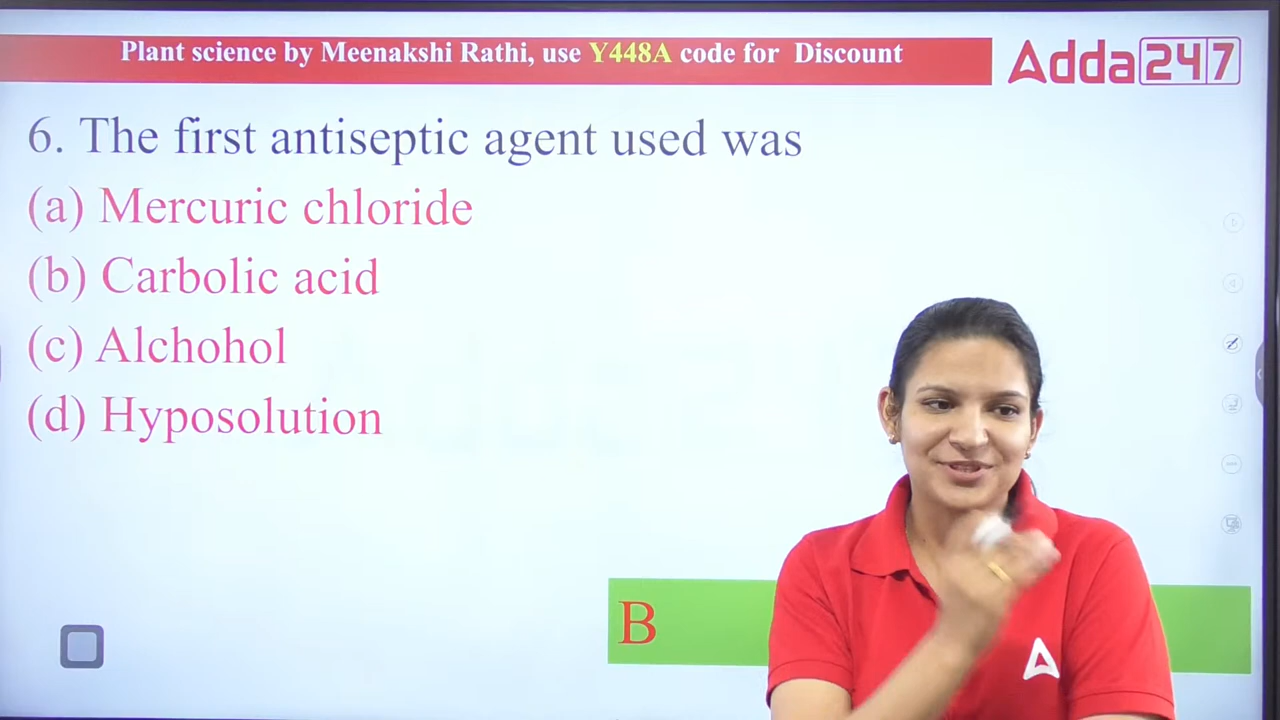 Plant science by Meenakshi Rathi, use Y448A code for Discount
Adda247
6. The first antiseptic agent used was
(a) Mercuric chloride
(b) Carbolic acid
(c) Alchohol
(d) Hyposolution
B